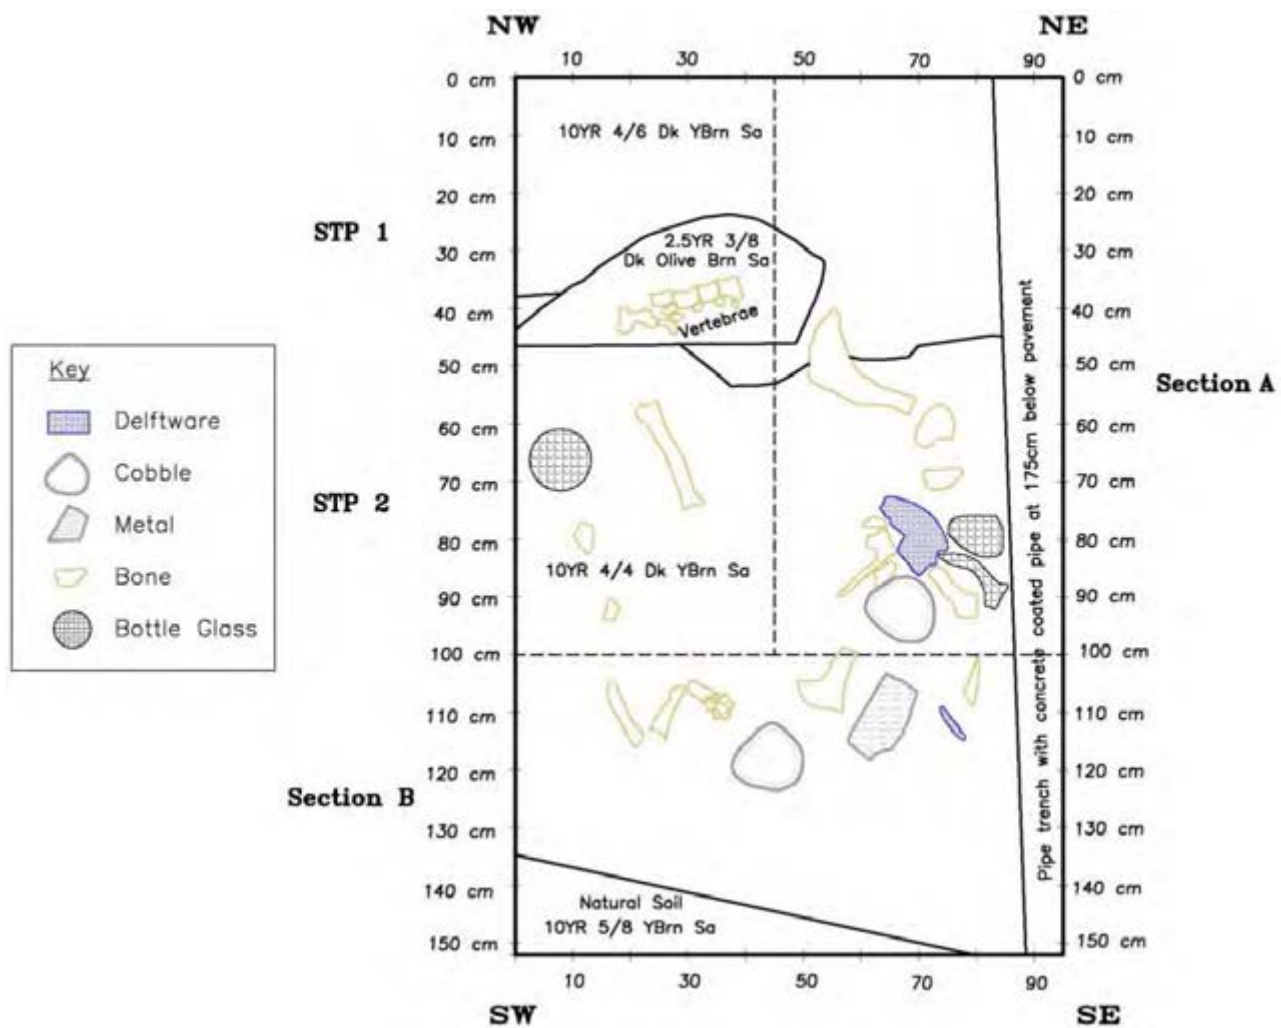 NW NE
10 30 50 70 90
0 cm 0 cm
10 cm 10YR 4/6 Dk YBrn Sa 10 cm
20 cm 20 cm
STP 1
2.5YR 3/8
30 cm Dk Olive Brn Sa 30 cm
40 cm 40 cm
Vertebrae
50 cm 50 cm
Section A
60 cm 60 cm
70 cm 70 cm
STP 2
80 cm 80 cm
10YR 4/4 Dk YBrn Sa
90 cm 90 cm
100 cm 100 cm
110 cm 110 cm
120 cm 120 cm
Section B
130 cm 130 cm
140 cm 140 cm
Natural Soil
10YR 5/8 YBrn Sa
150 cm 150 cm
10 30 50 70 90
SW SE
Pipe trench with concrete coated pipe at 175cm below pavement
Key
Delftware
Cobble
Metal
Bone
Bottle Glass